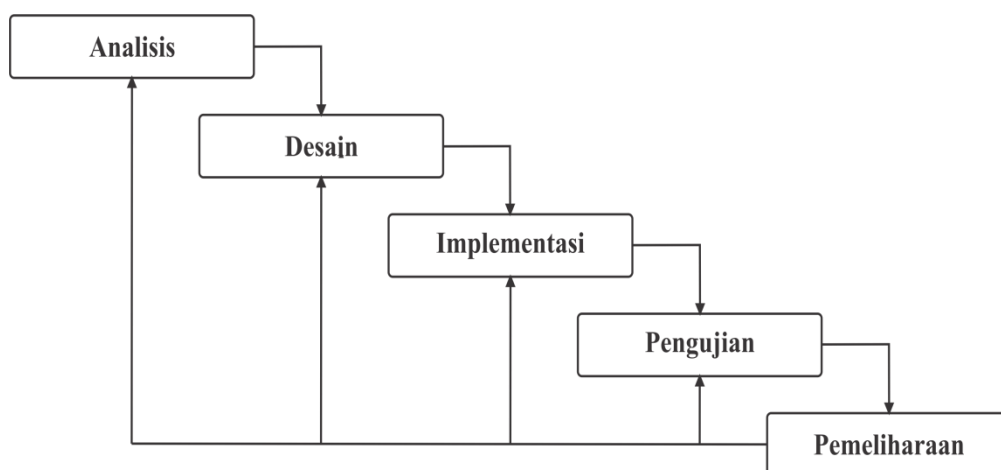 Analisis
Desain
Implementasi
Pengujian
Pemeliharaan